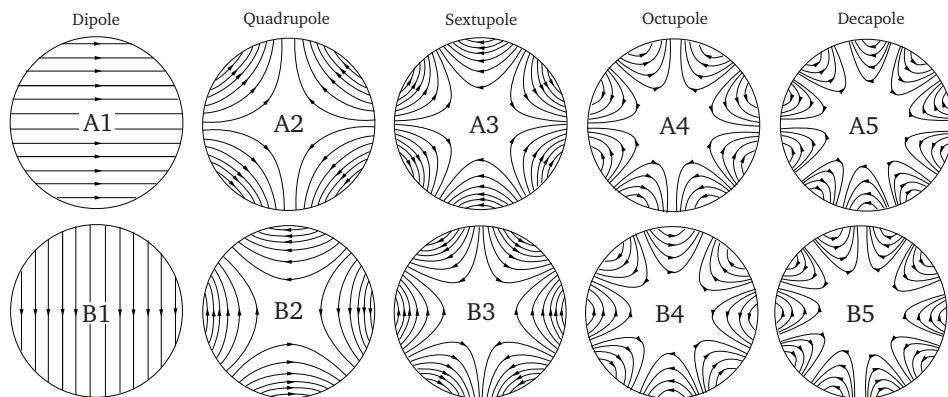 Dipole Quadrupole Sextupole Octupole Decapole
A1 A2 A3 A4 A5
B1 B2 B3 B4 B5